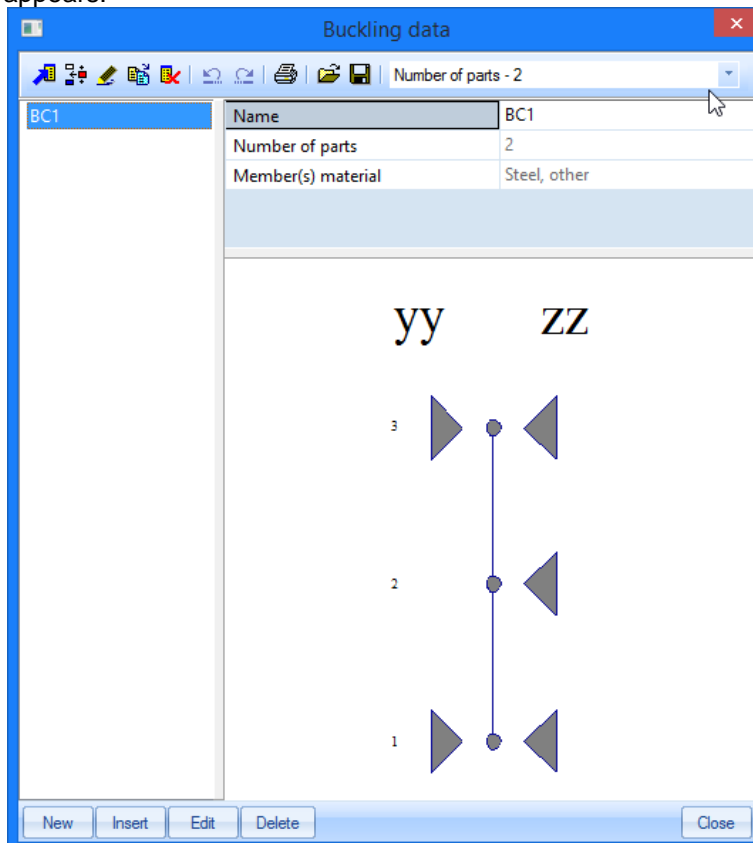 appears.
Buckling data
Number of parts - 2
BC1
Name BC1
Number of parts 2
Member(s) material Steel, other
yy zz
3
2
1
New Insert Edit Delete Close